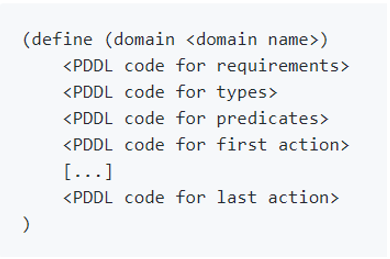 (define (domain <domain name>)
    <PDDL code for requirements>
    <PDDL code for types>
    <PDDL code for predicates>
    <PDDL code for first action>
    [...]
    <PDDL code for last action>
)